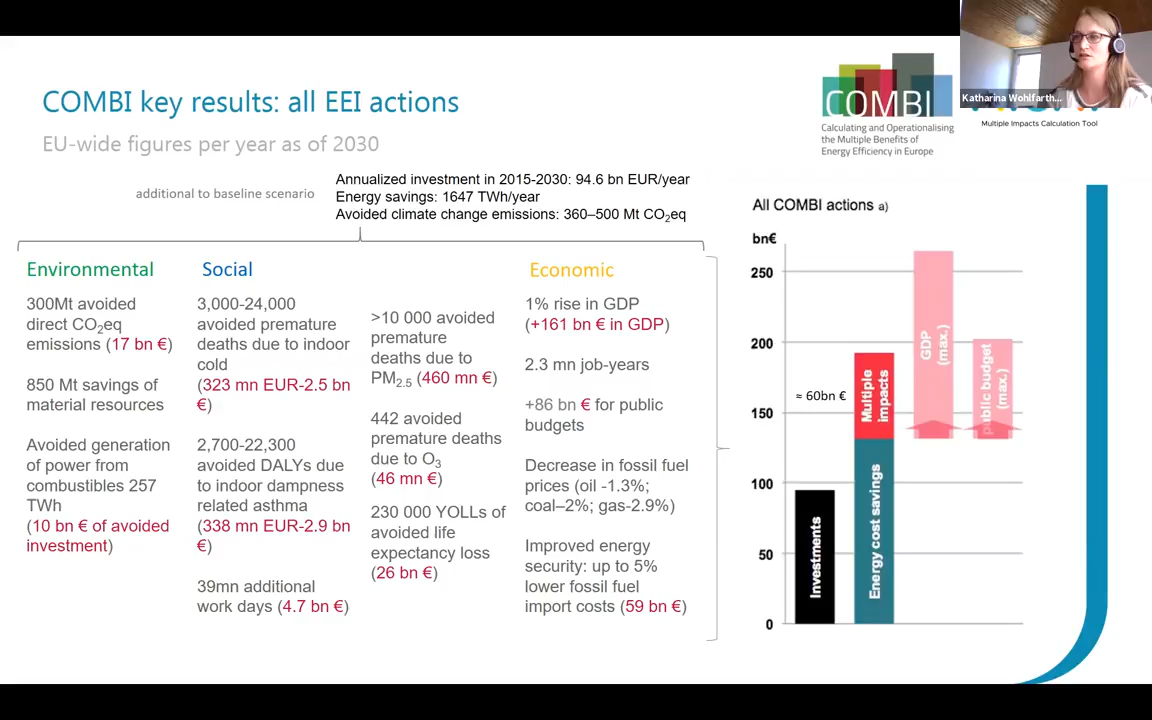 COMBI key results: all EEI actions
EU-wide figures per year as of 2030
COMBI
Calculating and Operationalising
the Multiple Benefits of
Energy Efficiency in Europe
Katharina Wohlfarth...
Multiple Impacts Calculation Tool
additional to baseline scenario
Annualized investment in 2015-2030: 94.6 bn EUR/year
Energy savings: 1647 TWh/year
Avoided climate change emissions: 360–500 Mt CO₂eq
Environmental
300Mt avoided
direct CO₂eq
emissions (17 bn €)
850 Mt savings of
material resources
Avoided generation
of power from
combustibles 257
TWh
(10 bn € of avoided
investment)
Social
3,000-24,000
avoided premature
deaths due to indoor
cold
(323 mn EUR-2.5 bn
€)
2,700-22,300
avoided DALYs due
to indoor dampness
related asthma
(338 mn EUR-2.9 bn
€)
39mn additional
work days (4.7 bn €)
>10 000 avoided
premature
deaths due to
PM₂.₅ (460 mn €)
442 avoided
premature deaths
due to O₃
(46 mn €)
230 000 YOLLs of
avoided life
expectancy loss
(26 bn €)
Economic
1% rise in GDP
(+161 bn € in GDP)
2.3 mn job-years
+86 bn € for public
budgets
Decrease in fossil fuel
prices (oil -1.3%;
coal–2%; gas-2.9%)
Improved energy
security: up to 5%
lower fossil fuel
import costs (59 bn €)
All COMBI actions a)
bn€
250
200
150
100
50
0
≈ 60bn €
Investments
Energy cost savings
Multiple
impacts
GDP
(max.)
public budget
(max.)